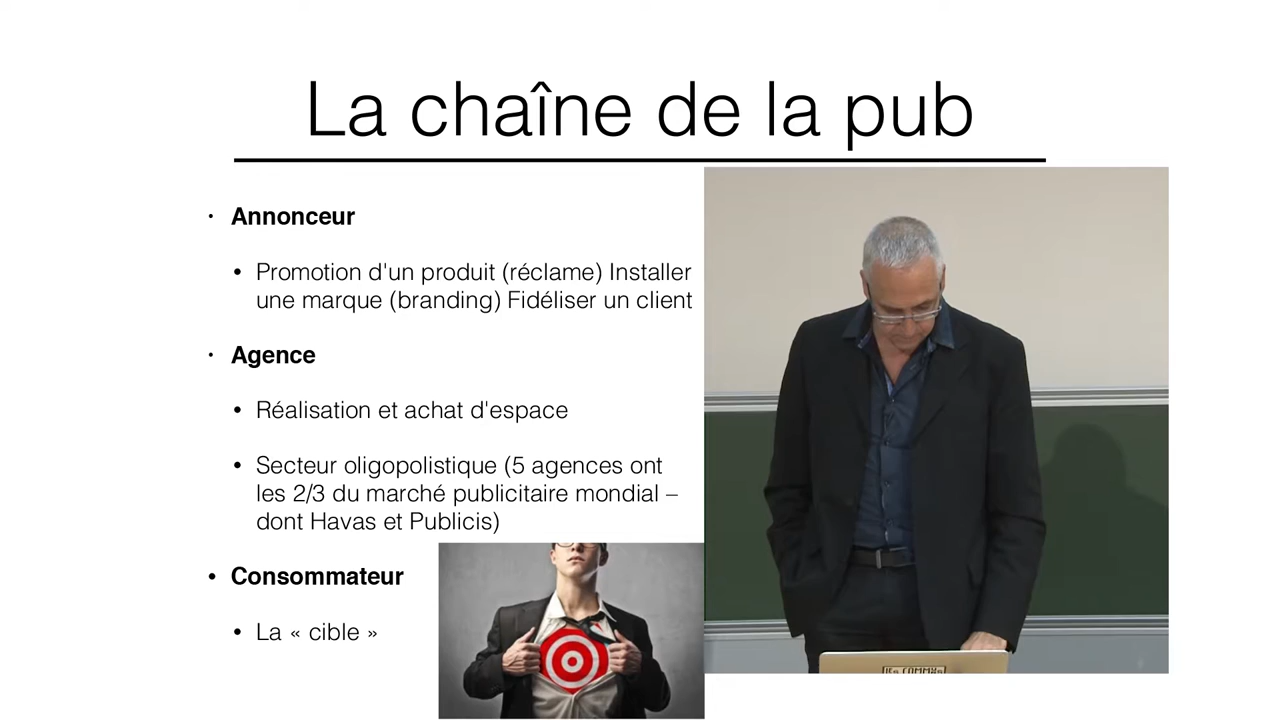 La chaîne de la pub
• Annonceur
• Promotion d'un produit (réclame) Installer
une marque (branding) Fidéliser un client
• Agence
• Réalisation et achat d'espace
• Secteur oligopolistique (5 agences ont
les 2/3 du marché publicitaire mondial –
dont Havas et Publicis)
• Consommateur
• La « cible »